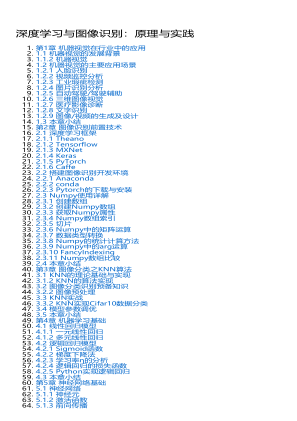 深度学习与图像识别：原理与实践
1. 第1章 机器视觉在行业中的应用
2. 1.1 机器视觉的发展背景
3. 1.1.2 机器视觉
4. 1.2 机器视觉的主要应用场景
5. 1.2.1 人脸识别
6. 1.2.2 视频监控分析
7. 1.2.3 工业瑕疵检测
8. 1.2.4 图片识别分析
9. 1.2.5 自动驾驶/驾驶辅助
10. 1.2.6 三维图像视觉
11. 1.2.7 医疗影像诊断
12. 1.2.8 文字识别
13. 1.2.9 图像/视频的生成及设计
14. 1.3 本章小结
15. 第2章 图像识别前置技术
16. 2.1 深度学习框架
17. 2.1.1 Theano
18. 2.1.2 Tensorflow
19. 2.1.3 MXNet
20. 2.1.4 Keras
21. 2.1.5 PyTorch
22. 2.1.6 Caffe
23. 2.2 搭建图像识别开发环境
24. 2.2.1 Anaconda
25. 2.2.2 conda
26. 2.2.3 Pytorch的下载与安装
27. 2.3 Numpy使用详解
28. 2.3.1 创建数组
29. 2.3.2 创建Numpy数组
30. 2.3.3 获取Numpy属性
31. 2.3.4 Numpy数组索引
32. 2.3.5 切片
33. 2.3.6 Numpy中的矩阵运算
34. 2.3.7 数据类型转换
35. 2.3.8 Numpy的统计计算方法
36. 2.3.9 Numpy中的arg运算
37. 2.3.10 FancyIndexing
38. 2.3.11 Numpy数组比较
39. 2.4 本章小结
40. 第3章 图像分类之KNN算法
41. 3.1 KNN的理论基础与实现
42. 3.1.2 KNN的算法实现
43. 3.2 图像分类识别预备知识
44. 3.2.2 图像预处理
45. 3.3 KNN实战
46. 3.3.2 KNN实现Cifar10数据分类
47. 3.4 模型参数调优
48. 3.5 本章小结
49. 第4章 机器学习基础
50. 4.1 线性回归模型
51. 4.1.1 一元线性回归
52. 4.1.2 多元线性回归
53. 4.2 逻辑回归模型
54. 4.2.1 Sigmoid函数
55. 4.2.2 梯度下降法
56. 4.2.3 学习率η的分析
57. 4.2.4 逻辑回归的损失函数
58. 4.2.5 Python实现逻辑回归
59. 4.3 本章小结
60. 第5章 神经网络基础
61. 5.1 神经网络
62. 5.1.1 神经元
63. 5.1.2 激活函数
64. 5.1.3 前向传播